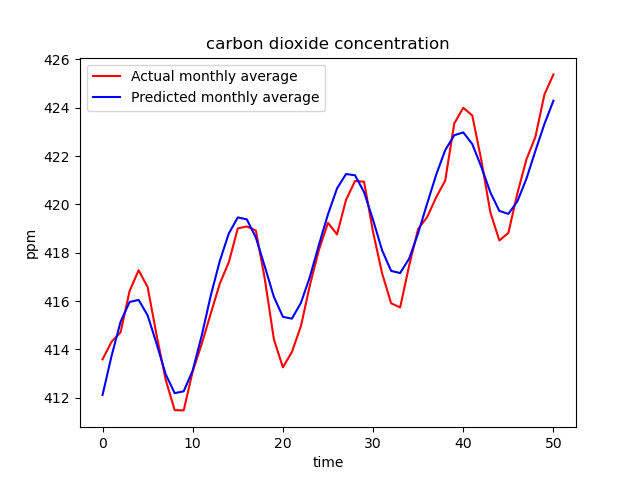 carbon dioxide concentration
Actual monthly average
Predicted monthly average
ppm
426
424
422
420
418
416
414
412
0 10 20 30 40 50
time